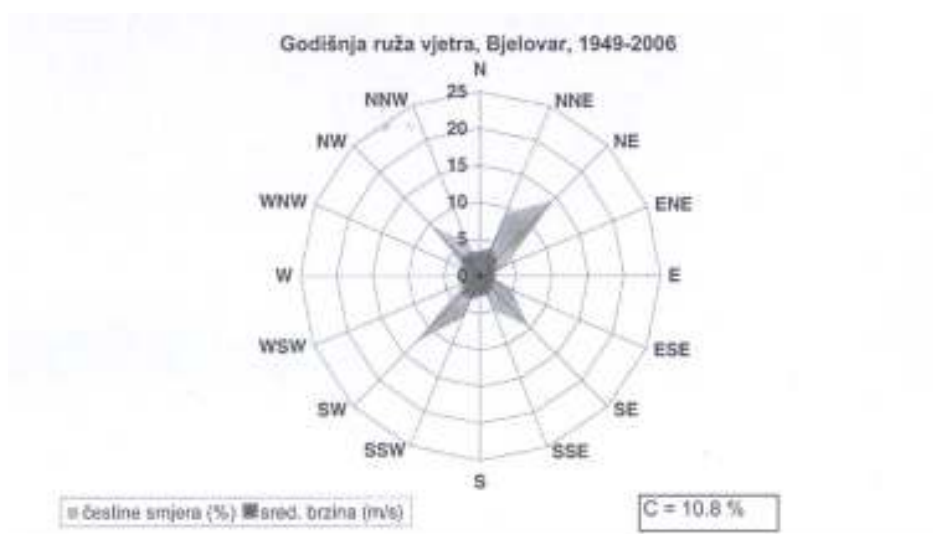 Godišnja ruža vjetra, Bjelovar, 1949-2006
N
NNW
25
NNE
NW
20
NE
15
WNW
10
ENE
5
W
0
E
WSW
ESE
SW
SE
SSW
SSE
S
čestine smjera (%) sred. brzina (m/s)
C = 10.8 %